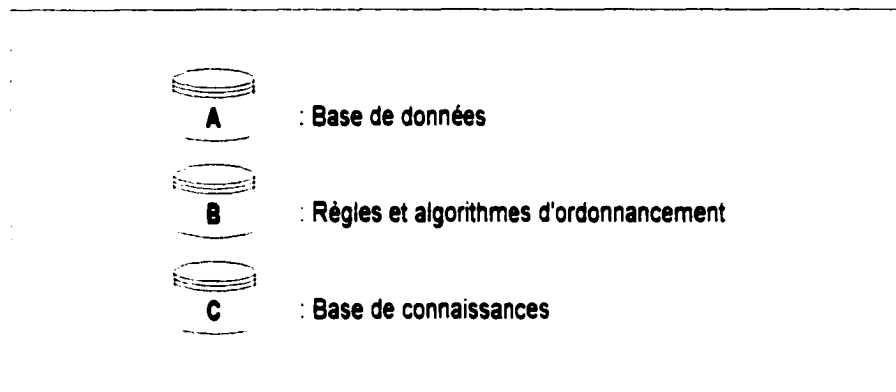 A : Base de données
B : Règles et algorithmes d'ordonnancement
C : Base de connaissances